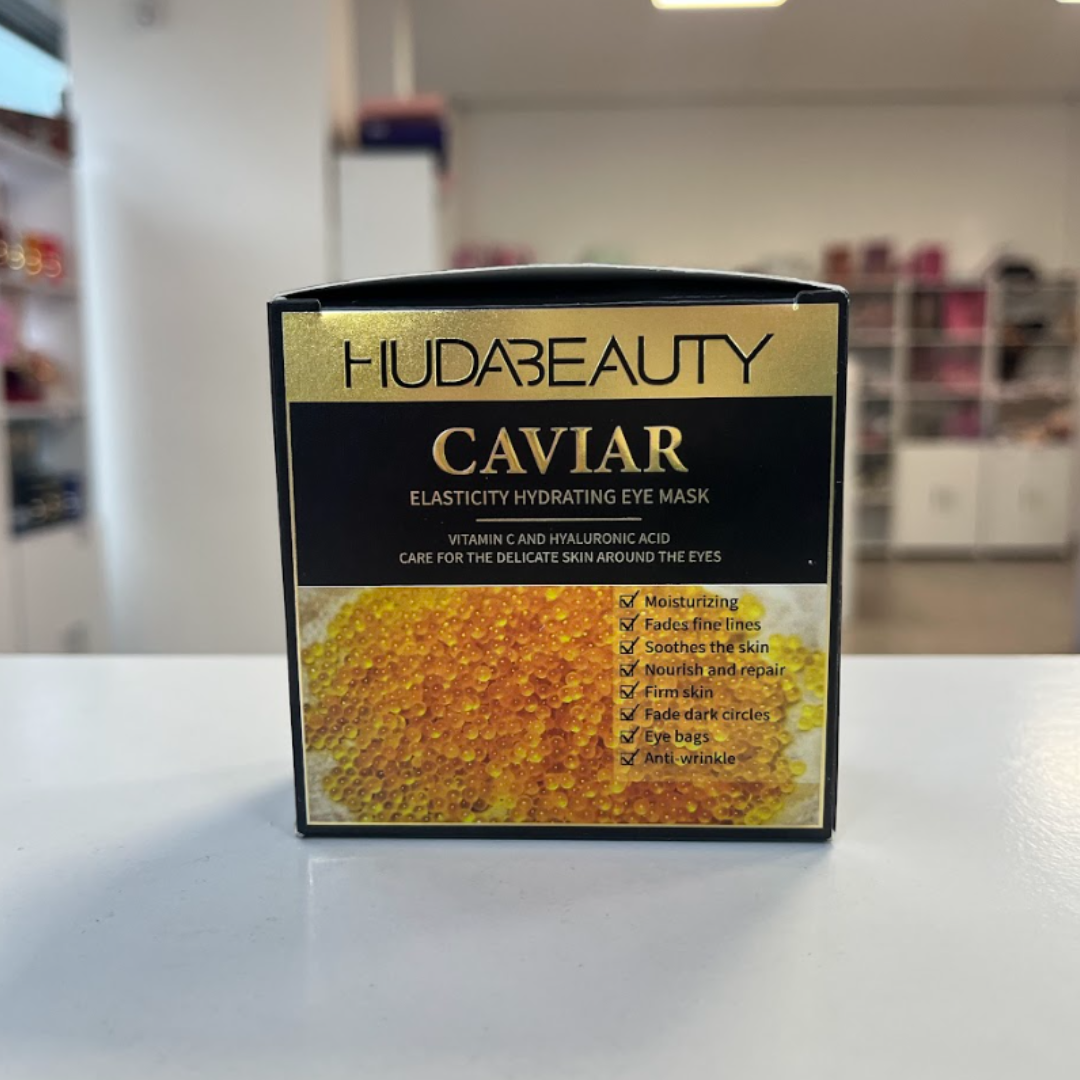 HUDABEAUTY
CAVIAR
ELASTICITY HYDRATING EYE MASK
VITAMIN C AND HYALURONIC ACID
CARE FOR THE DELICATE SKIN AROUND THE EYES
Moisturizing
Fades fine lines
Soothes the skin
Nourish and repair
Firm skin
Fade dark circles
Eye bags
Anti-wrinkle